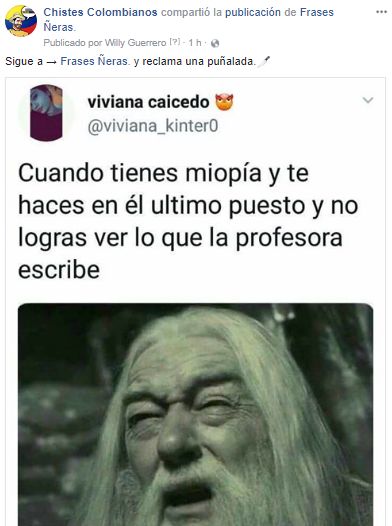 Chistes Colombianos compartió la publicación de Frases
Ñeras.
Publicado por Willy Guerrero [?] · 1 h ·
Sigue a → Frases Ñeras. y reclama una puñalada.🗡
viviana caicedo 😈
@viviana_kinter0
Cuando tienes miopía y te
haces en él ultimo puesto y no
logras ver lo que la profesora
escribe